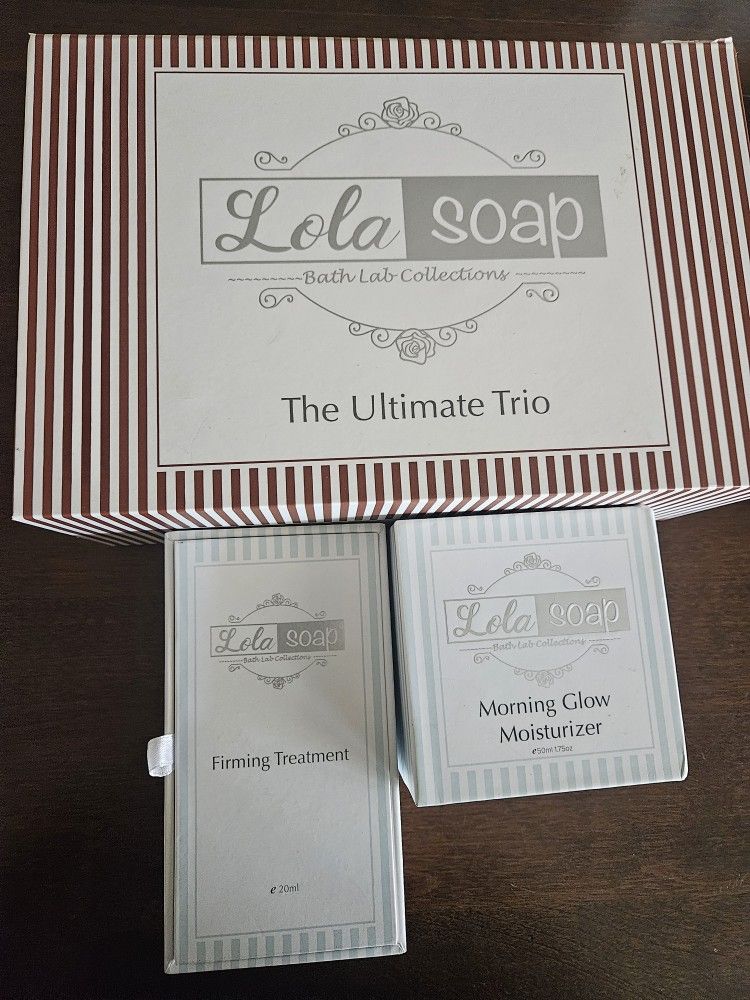 Lola soap
Bath Lab Collections
The Ultimate Trio
Lola soap
Bath Lab Collections
Firming Treatment
e 20ml
Lola soap
Bath Lab Collections
Morning Glow
Moisturizer
e50ml 1.75oz